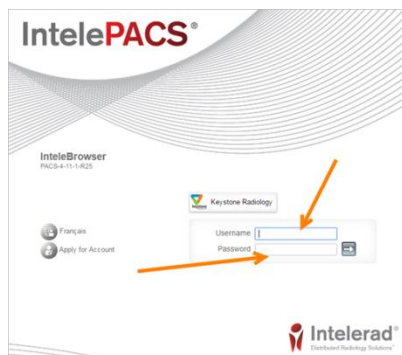 IntelePACS®
InteleBrowser
PACS-4-11-1-R25
Keystone Radiology
Français
Username
Apply for Account
Password
Intelerad®
Distributed Radiology Solutions™